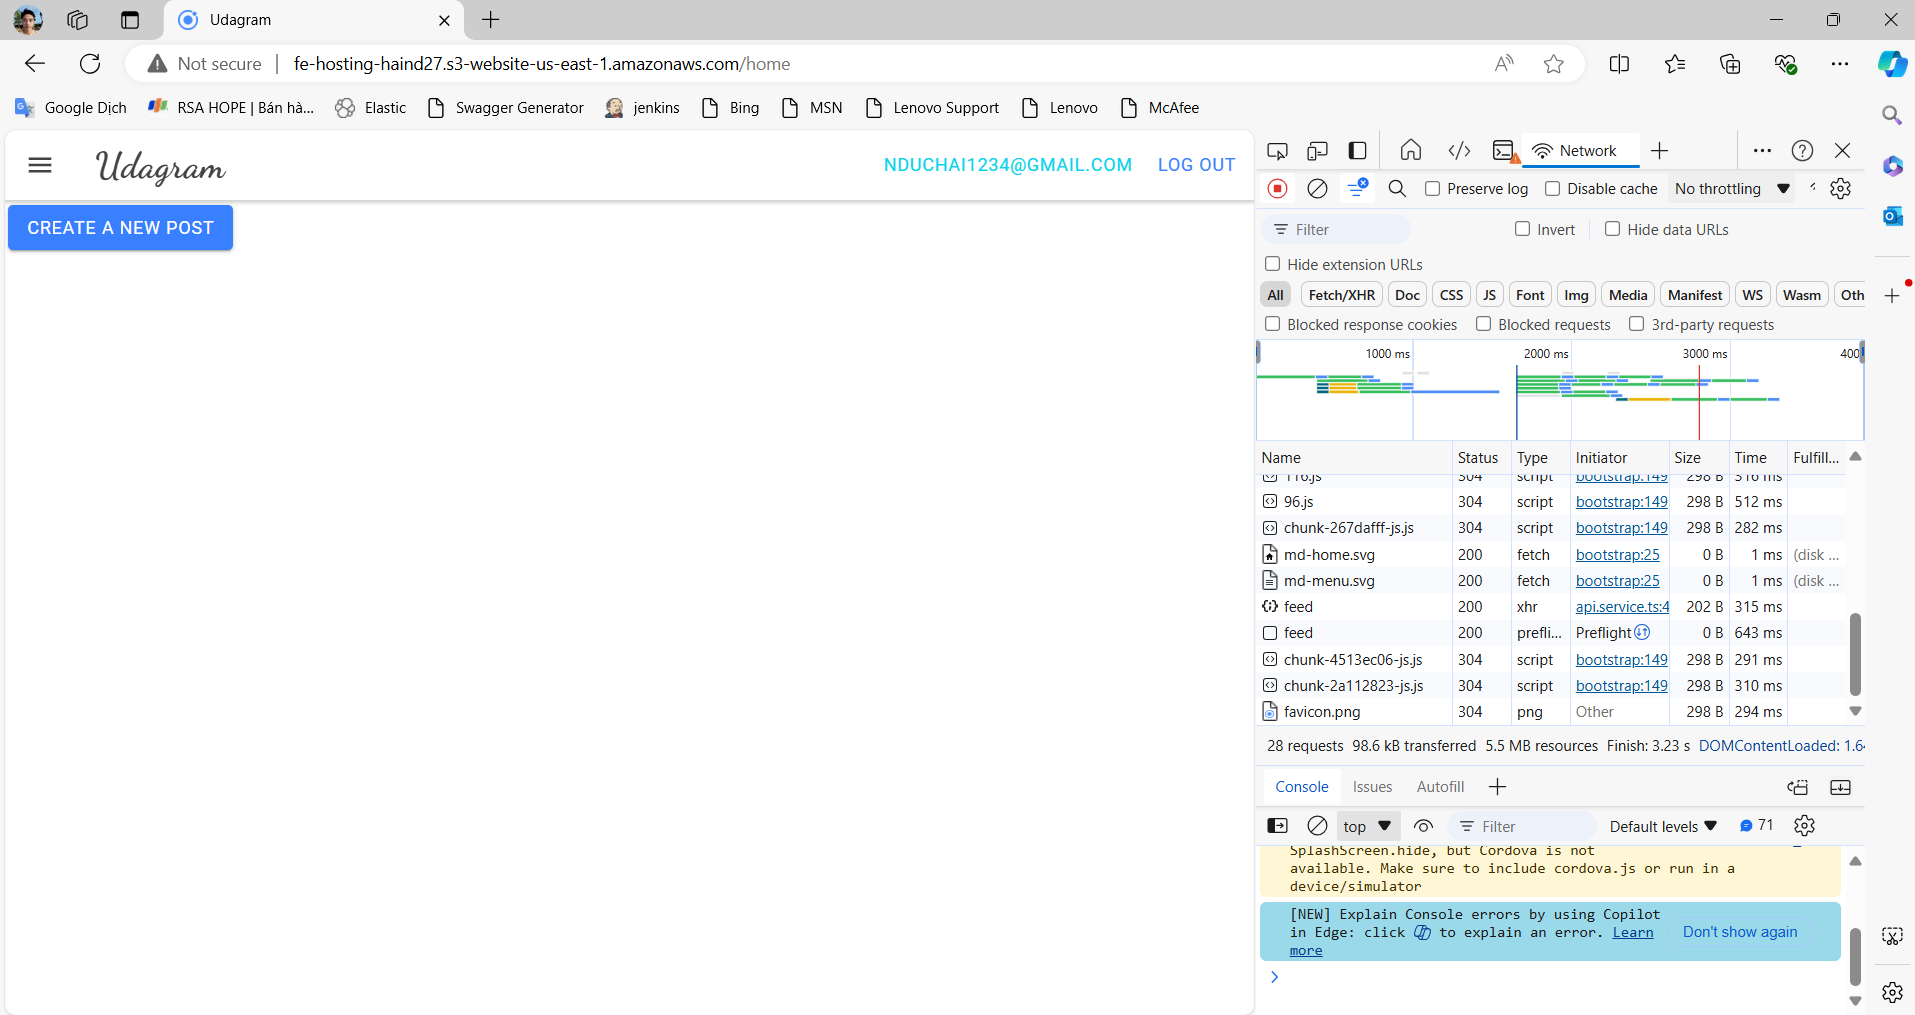 Udagram
Not secure
fe-hosting-haind27.s3-website-us-east-1.amazonaws.com/home
Google Dịch
RSA HOPE | Bán hà...
Elastic
Swagger Generator
jenkins
Bing
MSN
Lenovo Support
Lenovo
McAfee
Udagram
NDUCHAI1234@GMAIL.COM
LOG OUT
CREATE A NEW POST
Network
Preserve log
Disable cache
No throttling
Filter
Invert
Hide data URLs
Hide extension URLs
All Fetch/XHR Doc CSS JS Font Img Media Manifest WS Wasm Oth
Blocked response cookies
Blocked requests
3rd-party requests
1000 ms 2000 ms 3000 ms 400
Name Status Type Initiator Size Time Fulfill...
116.js 304 script bootstrap:149 298 B 316 ms
96.js 304 script bootstrap:149 298 B 512 ms
chunk-267dafff-js.js 304 script bootstrap:149 298 B 282 ms
md-home.svg 200 fetch bootstrap:25 0 B 1 ms (disk ...
md-menu.svg 200 fetch bootstrap:25 0 B 1 ms (disk ...
feed 200 xhr api.service.ts:4 202 B 315 ms
feed 200 prefli... Preflight 0 B 643 ms
chunk-4513ec06-js.js 304 script bootstrap:149 298 B 291 ms
chunk-2a112823-js.js 304 script bootstrap:149 298 B 310 ms
favicon.png 304 png Other 298 B 294 ms
28 requests 98.6 kB transferred 5.5 MB resources Finish: 3.23 s DOMContentLoaded: 1.64
Console Issues Autofill
top
Filter
Default levels
71
SplashScreen.hide, but Cordova is not
available. Make sure to include cordova.js or run in a
device/simulator
[NEW] Explain Console errors by using Copilot
in Edge: click to explain an error. Learn
more
Don't show again